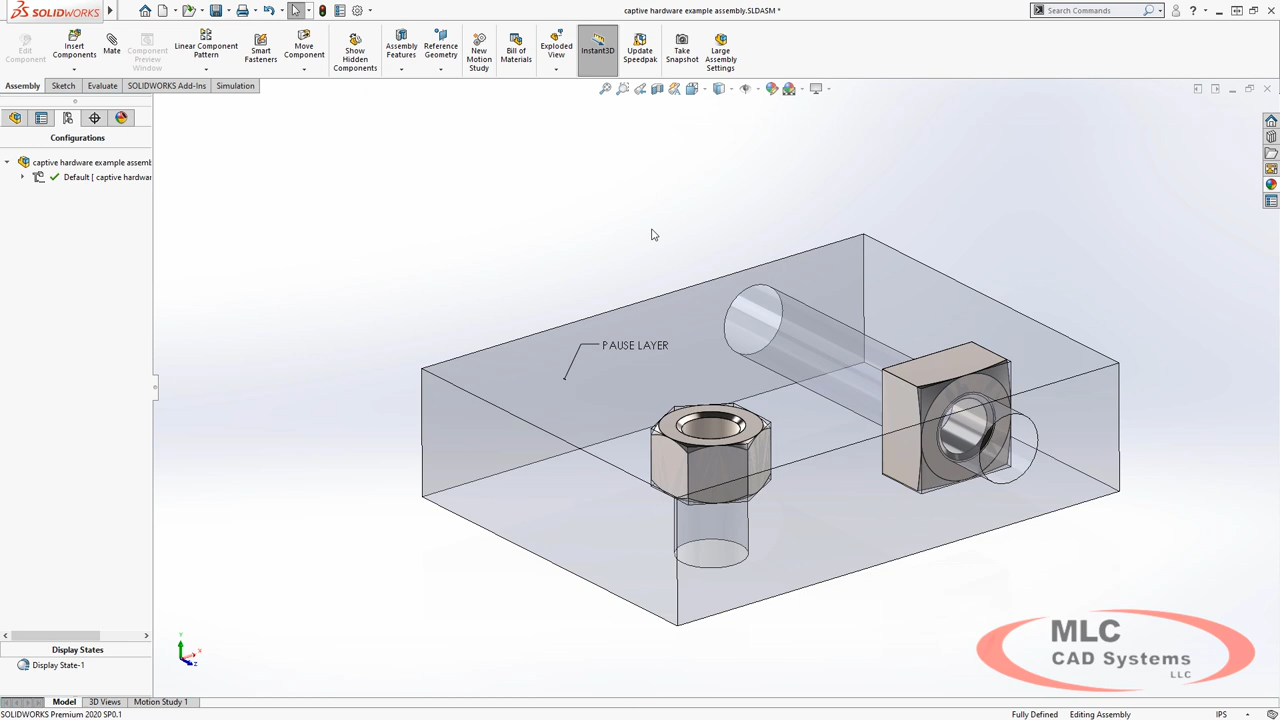 SOLIDWORKS
captive hardware example assembly.SLDASM *
Search Commands
Edit Component
Insert Components
Mate
Component Preview Window
Linear Component Pattern
Smart Fasteners
Move Component
Show Hidden Components
Assembly Features
Reference Geometry
New Motion Study
Bill of Materials
Exploded View
Instant3D
Update Speedpak
Take Snapshot
Large Assembly Settings
Assembly
Sketch
Evaluate
SOLIDWORKS Add-Ins
Simulation
Configurations
captive hardware example assemb
Default [ captive hardwar
PAUSE LAYER
Y
X
Z
Display States
Display State-1
MLC
CAD Systems
LLC
Model
3D Views
Motion Study 1
SOLIDWORKS Premium 2020 SP0.1
Fully Defined
Editing Assembly
IPS